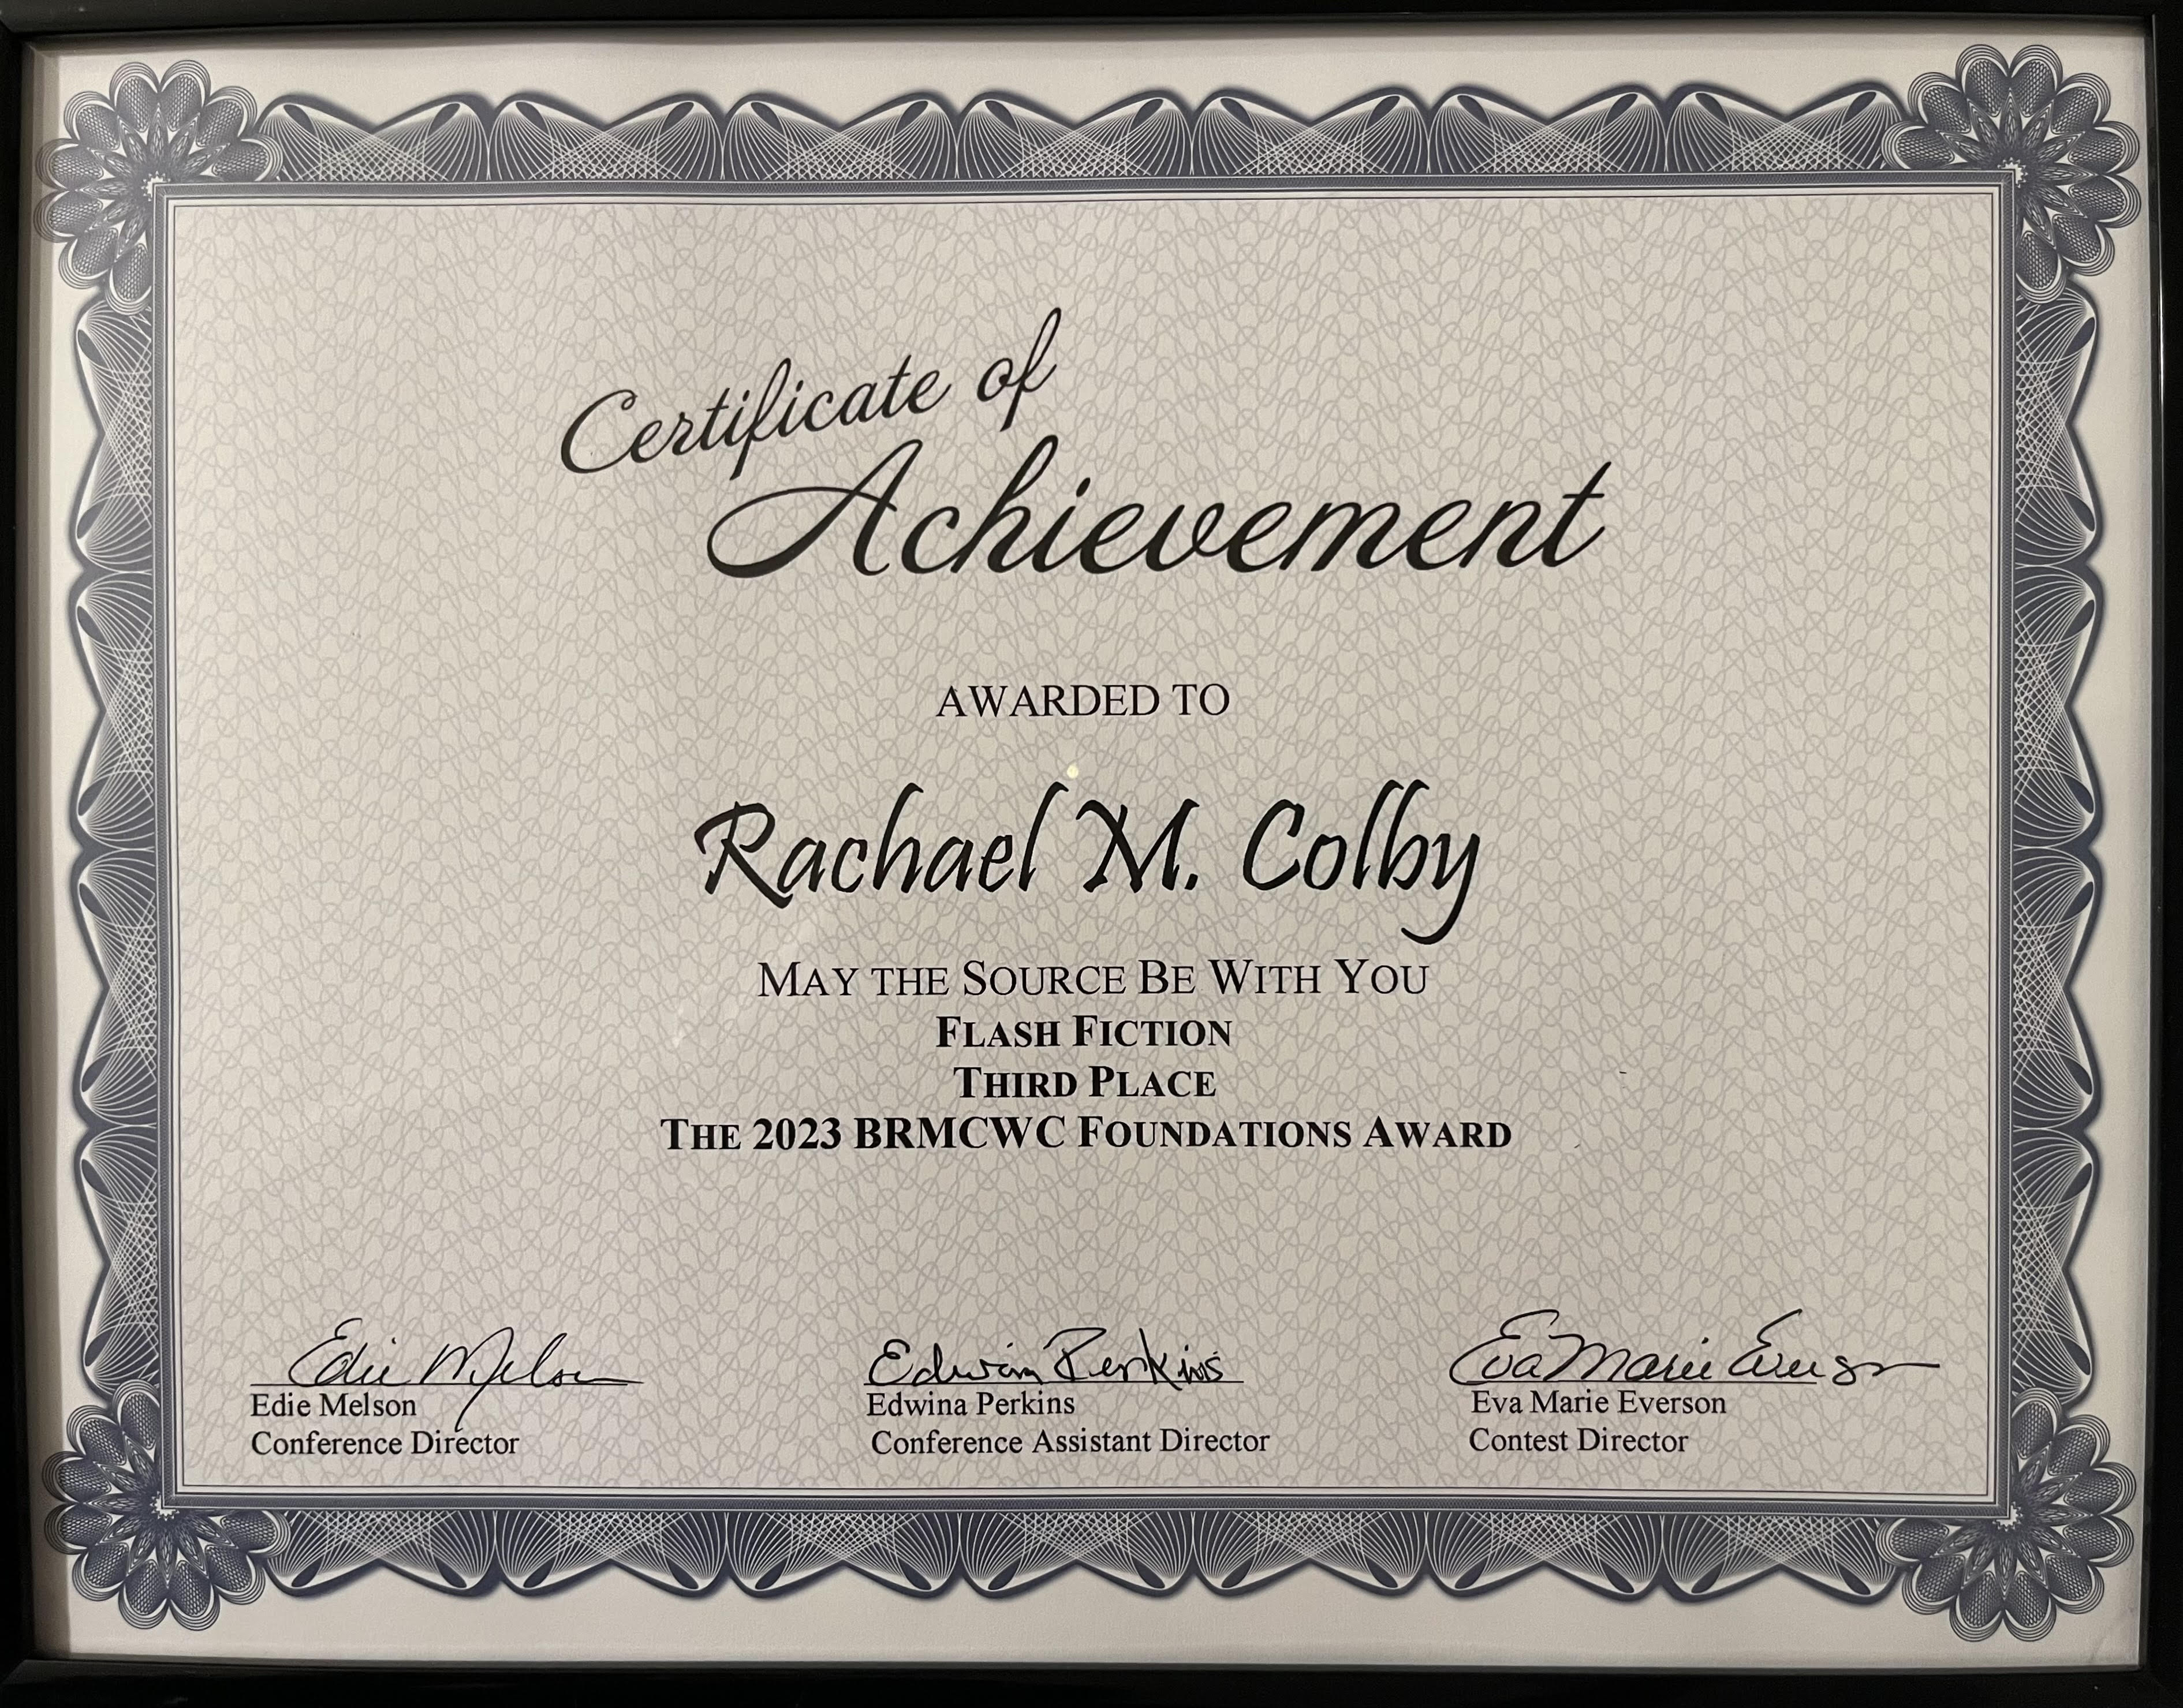 Certificate of
Achievement
AWARDED TO
Rachael M. Colby
MAY THE SOURCE BE WITH YOU
FLASH FICTION
THIRD PLACE
THE 2023 BRMCWC FOUNDATIONS AWARD
Edie Melson
Edwina Perkins
Eva Marie Everson
Edie Melson
Edwina Perkins
Eva Marie Everson
Conference Director
Conference Assistant Director
Contest Director